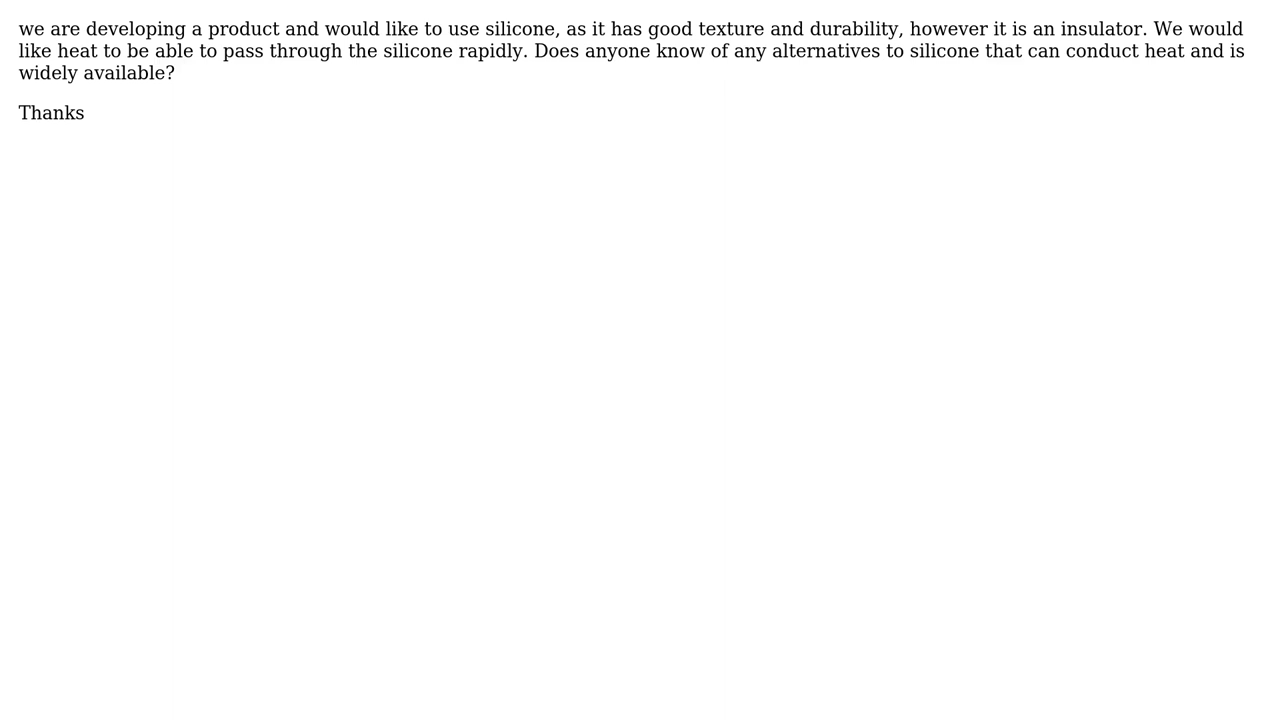 we are developing a product and would like to use silicone, as it has good texture and durability, however it is an insulator. We would
like heat to be able to pass through the silicone rapidly. Does anyone know of any alternatives to silicone that can conduct heat and is
widely available?
Thanks